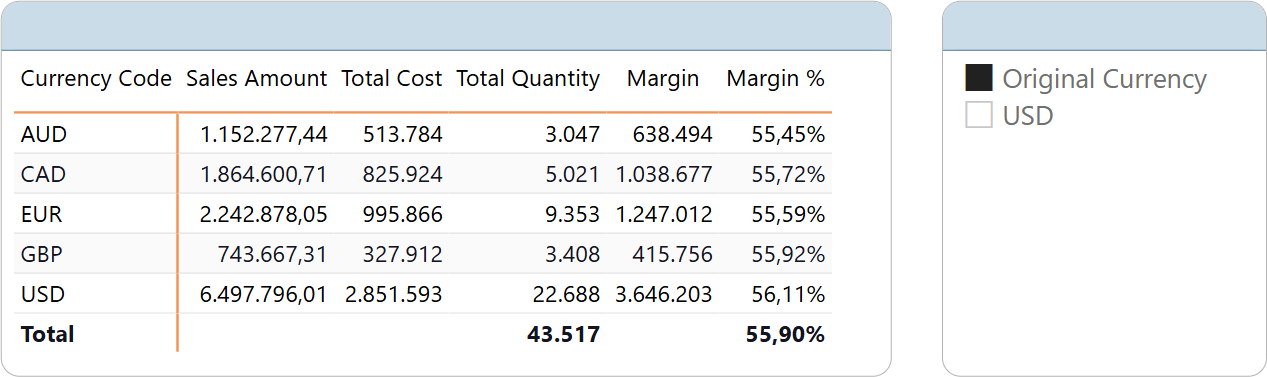 Currency Code Sales Amount Total Cost Total Quantity Margin Margin %
AUD 1.152.277,44 513.784 3.047 638.494 55,45%
CAD 1.864.600,71 825.924 5.021 1.038.677 55,72%
EUR 2.242.878,05 995.866 9.353 1.247.012 55,59%
GBP 743.667,31 327.912 3.408 415.756 55,92%
USD 6.497.796,01 2.851.593 22.688 3.646.203 56,11%
Total 43.517 55,90%
Original Currency
USD